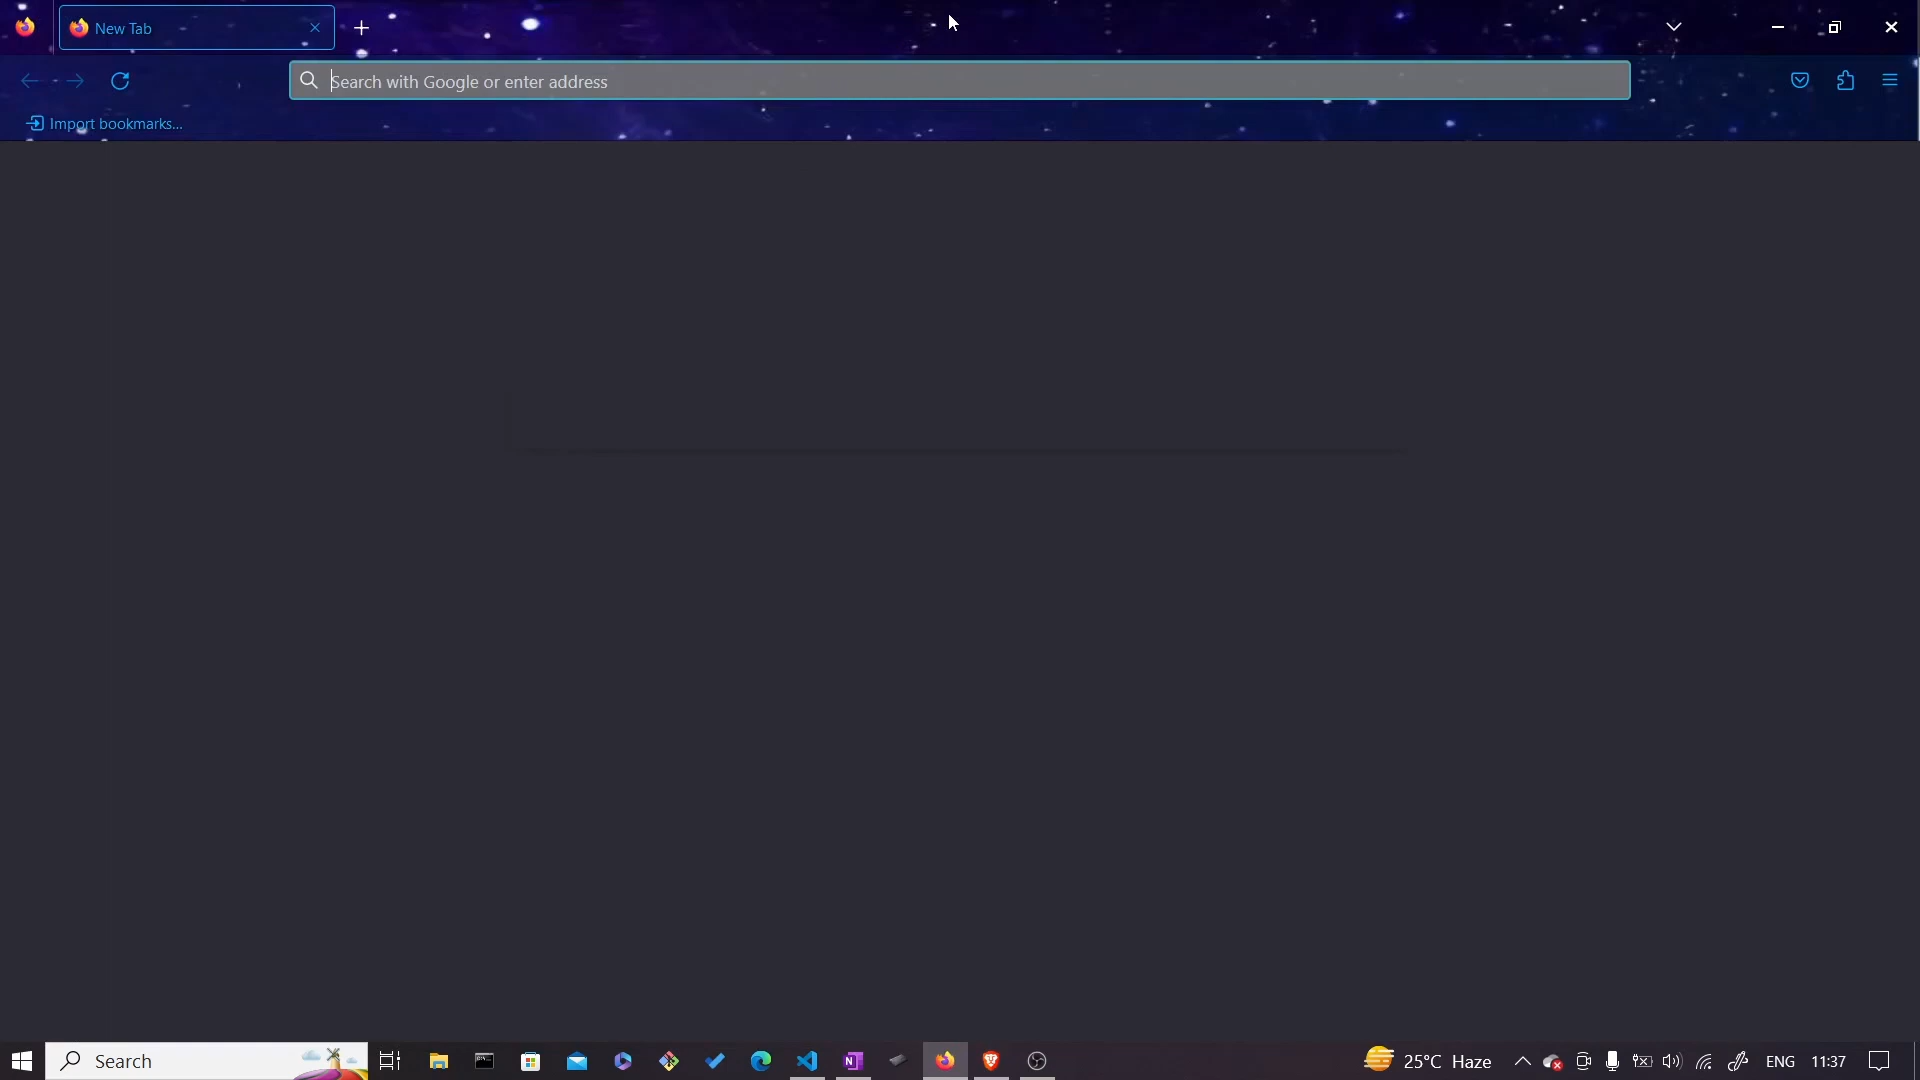 New Tab
Search with Google or enter address
Import bookmarks...
Search
25°C Haze
ENG
11:37